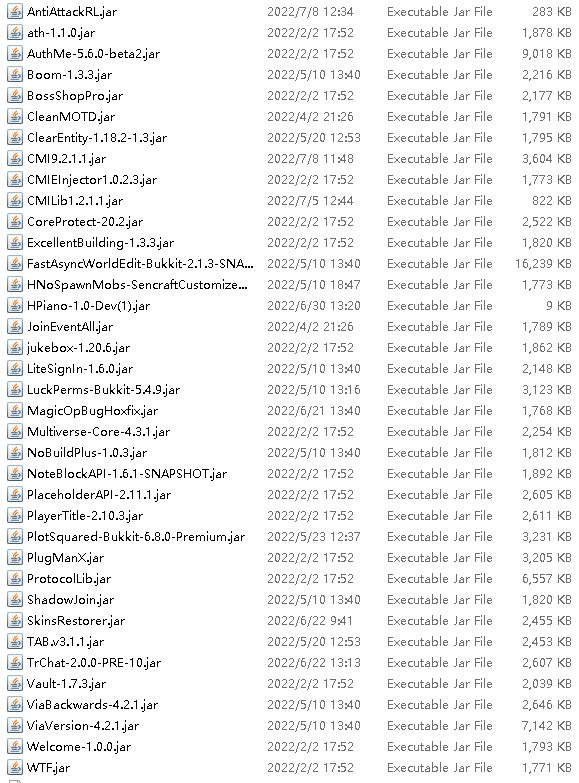 AntiAttackRL.jar 2022/7/8 12:34 Executable Jar File 283 KB
ath-1.1.0.jar 2022/2/2 17:52 Executable Jar File 1,878 KB
AuthMe-5.6.0-beta2.jar 2022/2/2 17:52 Executable Jar File 9,018 KB
Boom-1.3.3.jar 2022/5/10 13:40 Executable Jar File 2,216 KB
BossShopPro.jar 2022/2/2 17:52 Executable Jar File 2,177 KB
CleanMOTD.jar 2022/4/2 21:26 Executable Jar File 1,791 KB
ClearEntity-1.18.2-1.3.jar 2022/5/20 12:53 Executable Jar File 1,795 KB
CMI9.2.1.1.jar 2022/7/8 11:48 Executable Jar File 3,604 KB
CMIEInjector1.0.2.3.jar 2022/2/2 17:52 Executable Jar File 1,773 KB
CMILib1.2.1.1.jar 2022/7/5 12:44 Executable Jar File 822 KB
CoreProtect-20.2.jar 2022/2/2 17:52 Executable Jar File 2,522 KB
ExcellentBuilding-1.3.3.jar 2022/2/2 17:52 Executable Jar File 1,820 KB
FastAsyncWorldEdit-Bukkit-2.1.3-SNA... 2022/5/10 13:40 Executable Jar File 16,239 KB
HNoSpawnMobs-SencraftCustomize... 2022/5/10 18:47 Executable Jar File 1,773 KB
HPiano-1.0-Dev(1).jar 2022/6/30 13:20 Executable Jar File 9 KB
JoinEventAll.jar 2022/4/2 21:26 Executable Jar File 1,789 KB
jukebox-1.20.6.jar 2022/2/2 17:52 Executable Jar File 1,862 KB
LiteSignIn-1.6.0.jar 2022/5/10 13:40 Executable Jar File 2,148 KB
LuckPerms-Bukkit-5.4.9.jar 2022/5/10 13:16 Executable Jar File 3,123 KB
MagicOpBugHoxfix.jar 2022/6/21 13:40 Executable Jar File 1,768 KB
Multiverse-Core-4.3.1.jar 2022/2/2 17:52 Executable Jar File 2,254 KB
NoBuildPlus-1.0.3.jar 2022/5/10 13:40 Executable Jar File 1,812 KB
NoteBlockAPI-1.6.1-SNAPSHOT.jar 2022/2/2 17:52 Executable Jar File 1,892 KB
PlaceholderAPI-2.11.1.jar 2022/2/2 17:52 Executable Jar File 2,605 KB
PlayerTitle-2.10.3.jar 2022/2/2 17:52 Executable Jar File 2,611 KB
PlotSquared-Bukkit-6.8.0-Premium.jar 2022/5/23 12:37 Executable Jar File 3,231 KB
PlugManX.jar 2022/2/2 17:52 Executable Jar File 3,205 KB
ProtocolLib.jar 2022/2/2 17:52 Executable Jar File 6,557 KB
ShadowJoin.jar 2022/5/10 13:40 Executable Jar File 1,820 KB
SkinsRestorer.jar 2022/6/22 9:41 Executable Jar File 2,455 KB
TAB.v3.1.1.jar 2022/5/20 12:53 Executable Jar File 2,453 KB
TrChat-2.0.0-PRE-10.jar 2022/6/22 13:13 Executable Jar File 2,607 KB
Vault-1.7.3.jar 2022/2/2 17:52 Executable Jar File 2,039 KB
ViaBackwards-4.2.1.jar 2022/5/10 13:40 Executable Jar File 2,646 KB
ViaVersion-4.2.1.jar 2022/5/10 13:40 Executable Jar File 7,142 KB
Welcome-1.0.0.jar 2022/2/2 17:52 Executable Jar File 1,793 KB
WTF.jar 2022/2/2 17:52 Executable Jar File 1,771 KB